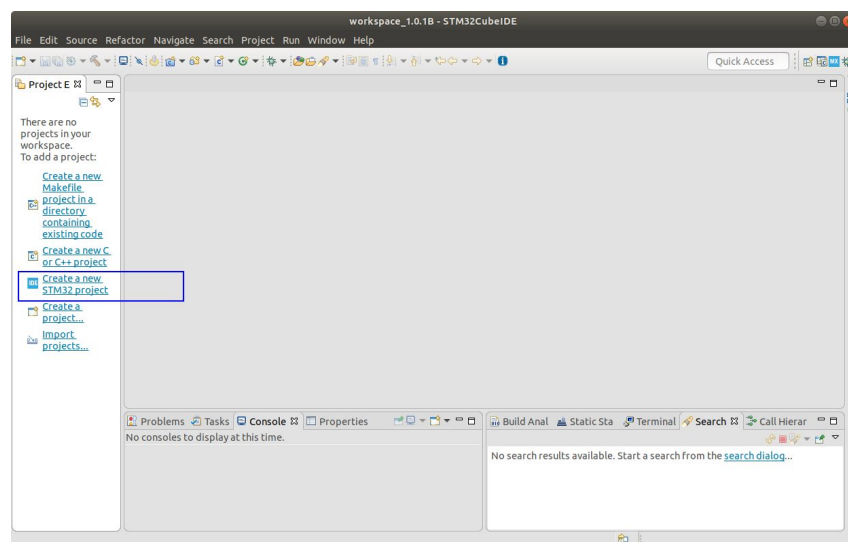 workspace_1.0.1B - STM32CubeIDE
File Edit Source Refactor Navigate Search Project Run Window Help
Quick Access
MX
Project E
There are no
projects in your
workspace.
To add a project:
Create a new
Makefile
project in a
directory
containing
existing code
Create a new C
or C++ project
IDE
Create a new
STM32 project
Create a
project...
Import
projects...
Problems Tasks Console Properties
No consoles to display at this time.
Build Anal Static Sta Terminal Search Call Hierar
No search results available. Start a search from the search dialog...